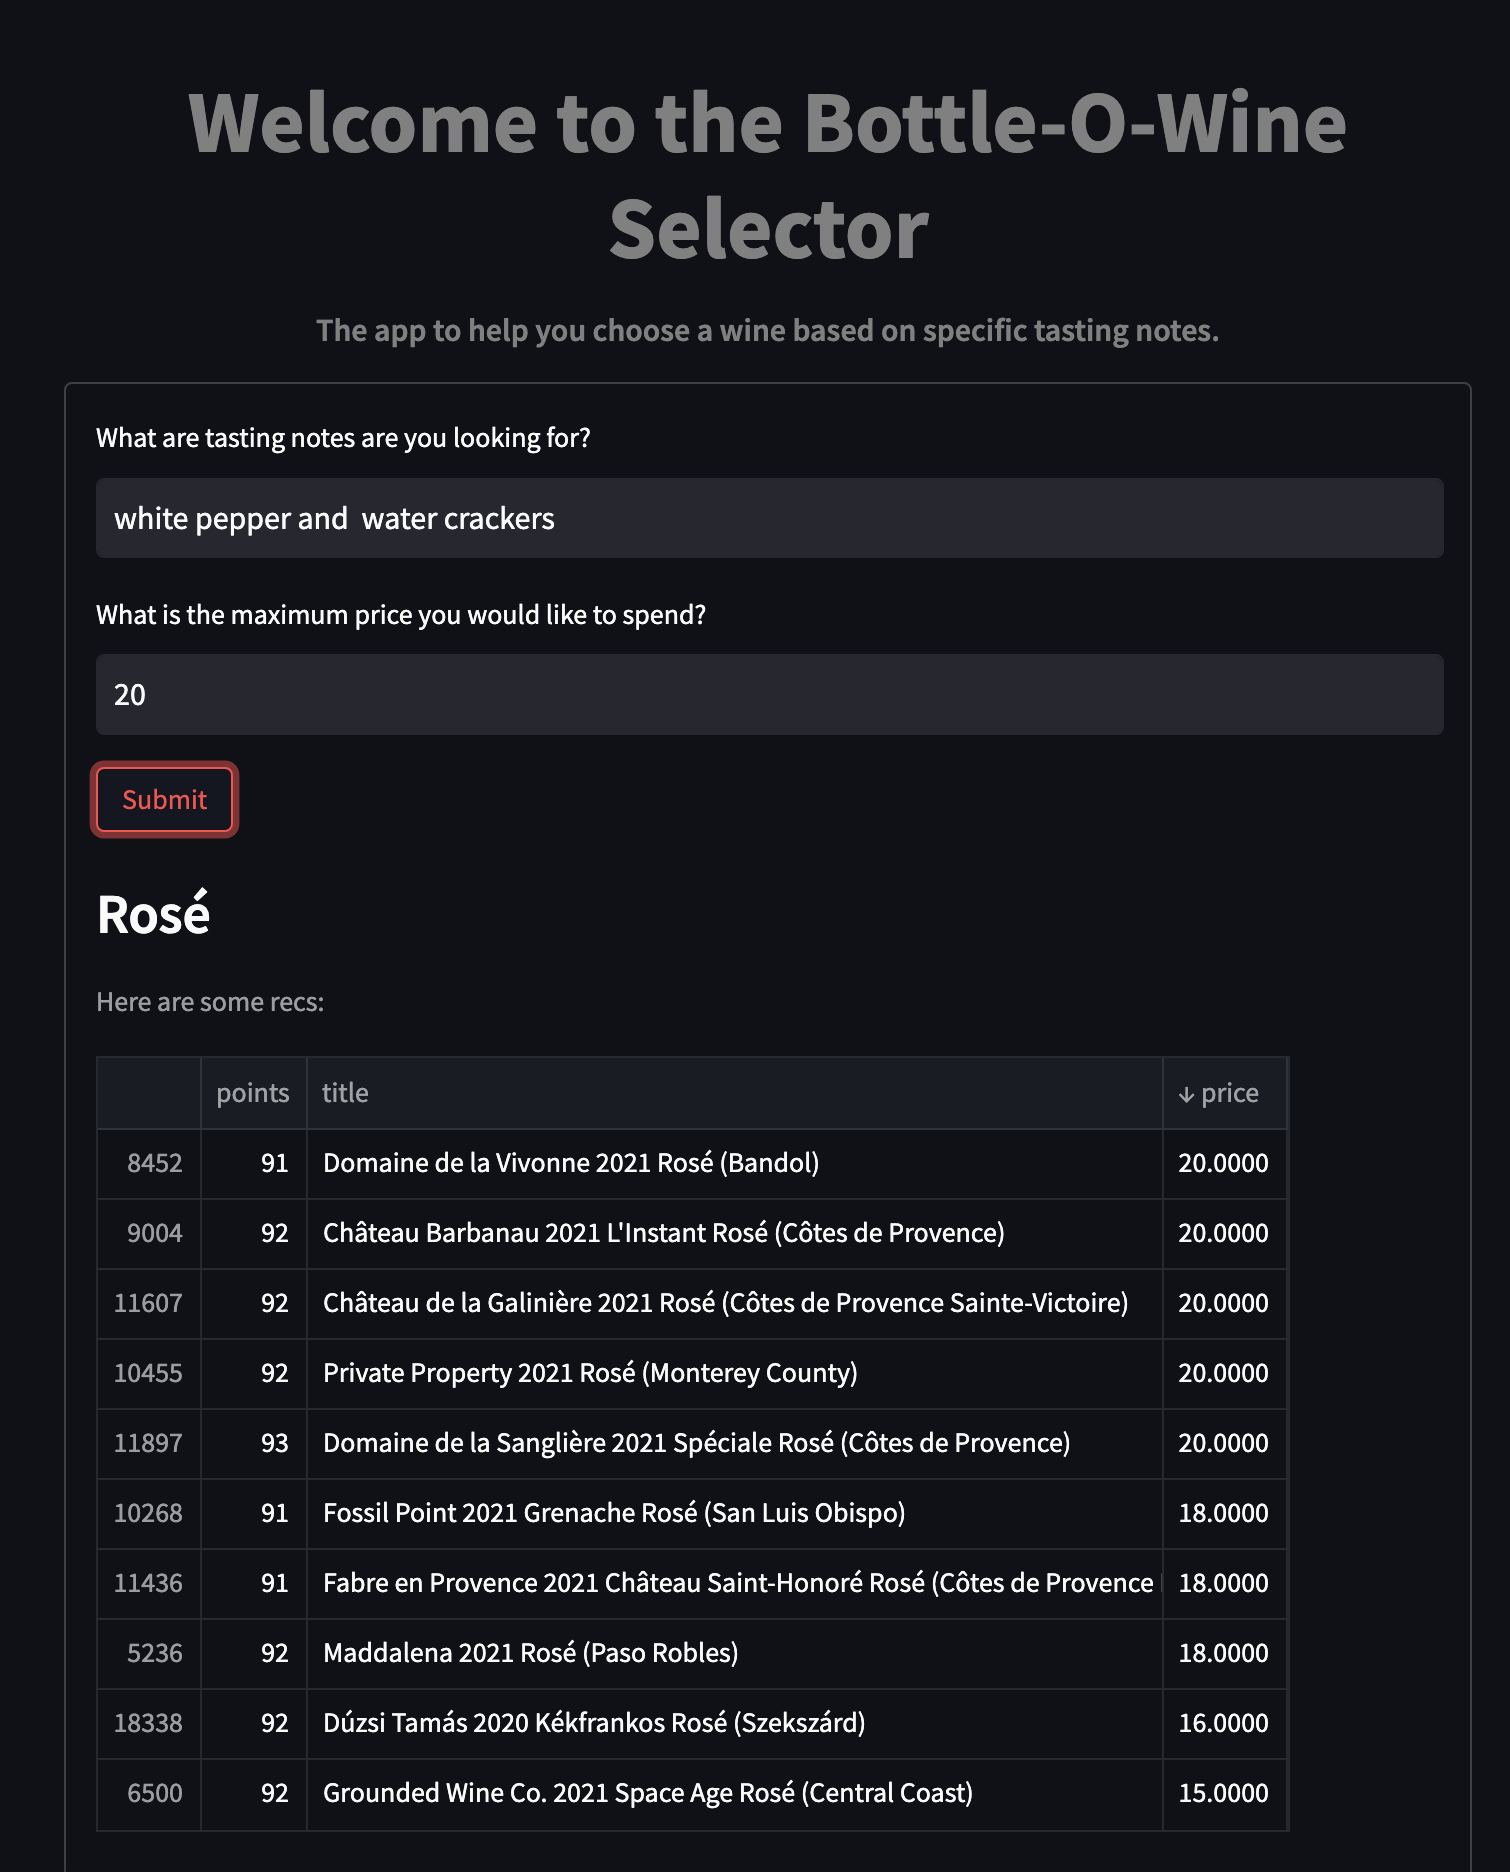 Welcome to the Bottle-O-Wine
Selector
The app to help you choose a wine based on specific tasting notes.
What are tasting notes are you looking for?
white pepper and  water crackers
What is the maximum price you would like to spend?
20
Submit
Rosé
Here are some recs:
points title ↓ price
8452 91 Domaine de la Vivonne 2021 Rosé (Bandol) 20.0000
9004 92 Château Barbanau 2021 L'Instant Rosé (Côtes de Provence) 20.0000
11607 92 Château de la Galinière 2021 Rosé (Côtes de Provence Sainte-Victoire) 20.0000
10455 92 Private Property 2021 Rosé (Monterey County) 20.0000
11897 93 Domaine de la Sanglière 2021 Spéciale Rosé (Côtes de Provence) 20.0000
10268 91 Fossil Point 2021 Grenache Rosé (San Luis Obispo) 18.0000
11436 91 Fabre en Provence 2021 Château Saint-Honoré Rosé (Côtes de Provence 18.0000
5236 92 Maddalena 2021 Rosé (Paso Robles) 18.0000
18338 92 Dúzsi Tamás 2020 Kékfrankos Rosé (Szekszárd) 16.0000
6500 92 Grounded Wine Co. 2021 Space Age Rosé (Central Coast) 15.0000